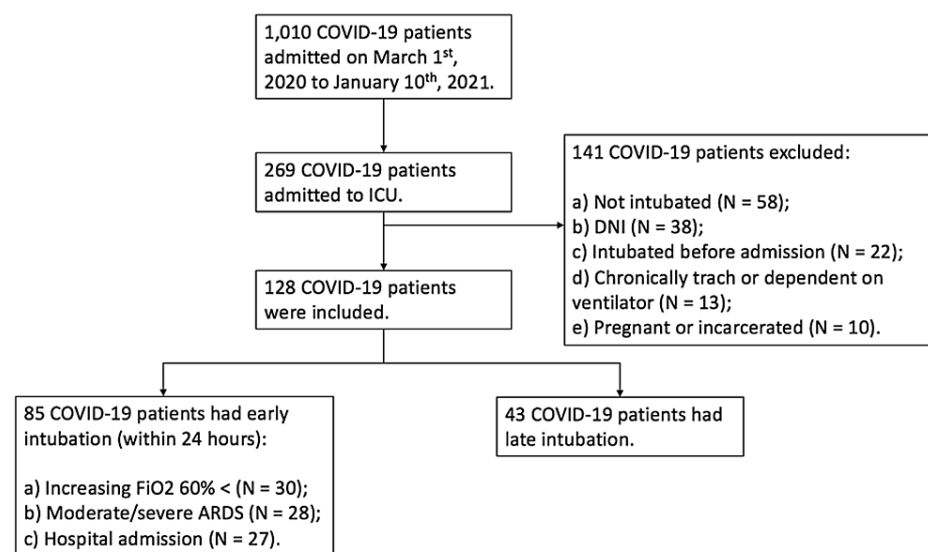 1,010 COVID-19 patients
admitted on March 1st,
2020 to January 10th, 2021.
269 COVID-19 patients
admitted to ICU.
141 COVID-19 patients excluded:
a) Not intubated (N = 58);
b) DNI (N = 38);
c) Intubated before admission (N = 22);
d) Chronically trach or dependent on
ventilator (N = 13);
e) Pregnant or incarcerated (N = 10).
128 COVID-19 patients
were included.
85 COVID-19 patients had early
intubation (within 24 hours):
a) Increasing FiO2 60% < (N = 30);
b) Moderate/severe ARDS (N = 28);
c) Hospital admission (N = 27).
43 COVID-19 patients had
late intubation.